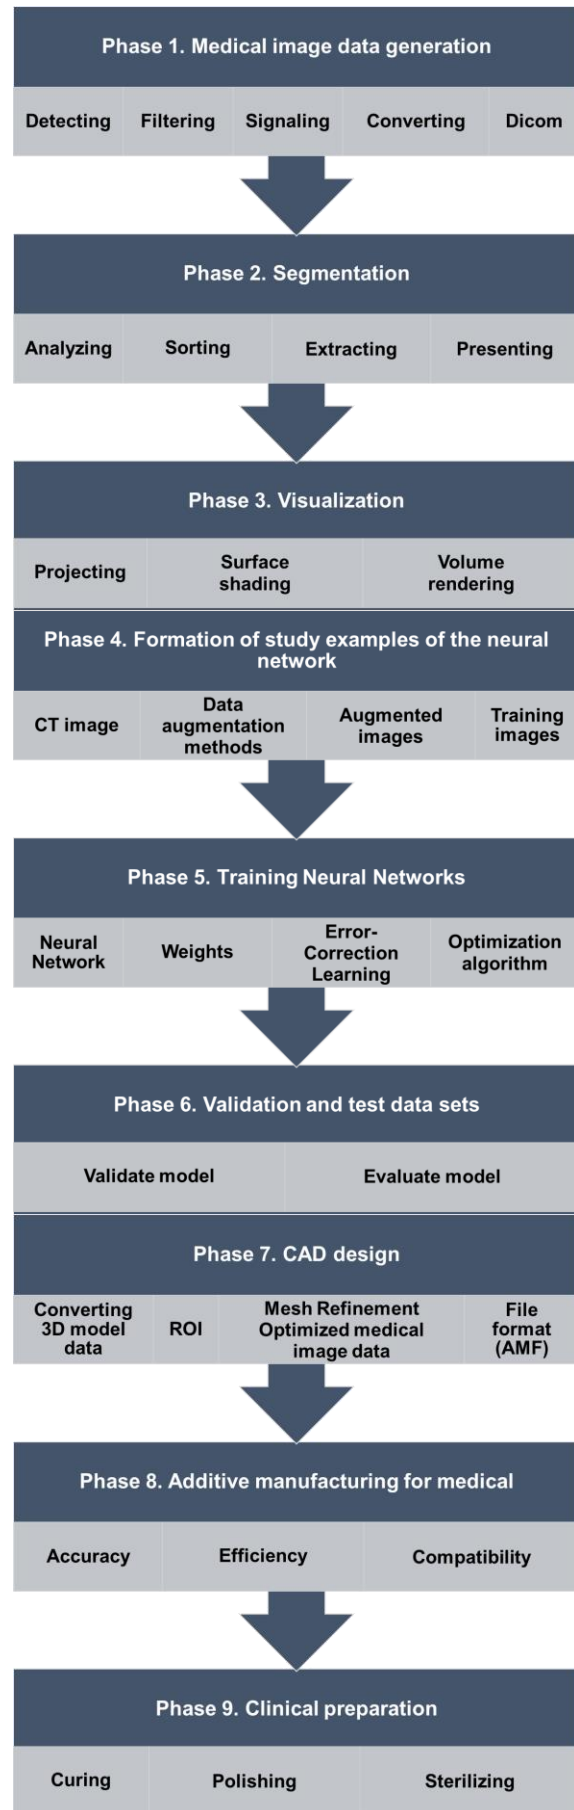 Phase 1. Medical image data generation
Detecting Filtering Signaling Converting Dicom
Phase 2. Segmentation
Analyzing Sorting Extracting Presenting
Phase 3. Visualization
Projecting
Surface
shading
Volume
rendering
Phase 4. Formation of study examples of the neural
network
CT image
Data
augmentation
methods
Augmented
images
Training
images
Phase 5. Training Neural Networks
Neural
Network
Weights
Error-
Correction
Learning
Optimization
algorithm
Phase 6. Validation and test data sets
Validate model Evaluate model
Phase 7. CAD design
Converting
3D model
data
ROI
Mesh Refinement
Optimized medical
image data
File
format
(AMF)
Phase 8. Additive manufacturing for medical
Accuracy Efficiency Compatibility
Phase 9. Clinical preparation
Curing Polishing Sterilizing